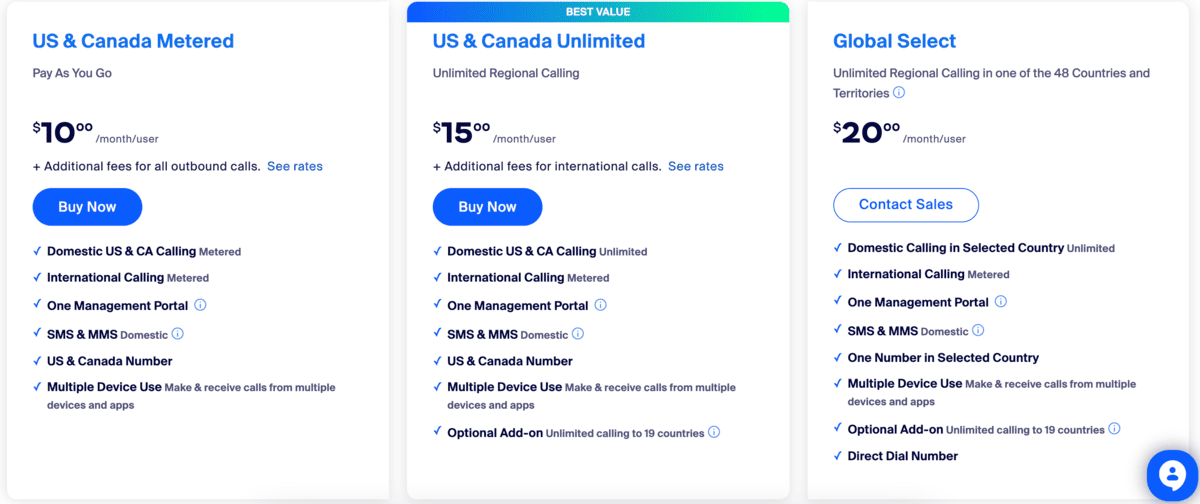 BEST VALUE
US & Canada Metered
Pay As You Go
$10⁰⁰ /month/user
+ Additional fees for all outbound calls. See rates
Buy Now
✓ Domestic US & CA Calling Metered
✓ International Calling Metered
✓ One Management Portal
✓ SMS & MMS Domestic
✓ US & Canada Number
✓ Multiple Device Use Make & receive calls from multiple
devices and apps
US & Canada Unlimited
Unlimited Regional Calling
$15⁰⁰ /month/user
+ Additional fees for international calls. See rates
Buy Now
✓ Domestic US & CA Calling Unlimited
✓ International Calling Metered
✓ One Management Portal
✓ SMS & MMS Domestic
✓ US & Canada Number
✓ Multiple Device Use Make & receive calls from multiple
devices and apps
✓ Optional Add-on Unlimited calling to 19 countries
Global Select
Unlimited Regional Calling in one of the 48 Countries and
Territories
$20⁰⁰ /month/user
Contact Sales
✓ Domestic Calling in Selected Country Unlimited
✓ International Calling Metered
✓ One Management Portal
✓ SMS & MMS Domestic
✓ One Number in Selected Country
✓ Multiple Device Use Make & receive calls from multiple
devices and apps
✓ Optional Add-on Unlimited calling to 19 countries
✓ Direct Dial Number